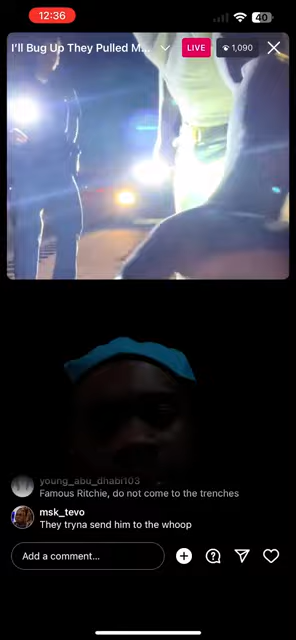 12:36
40
I'll Bug Up They Pulled M...
LIVE
1,090
young_abu_dhabi103
Famous Ritchie, do not come to the trenches
msk_tevo
They tryna send him to the whoop
Add a comment...